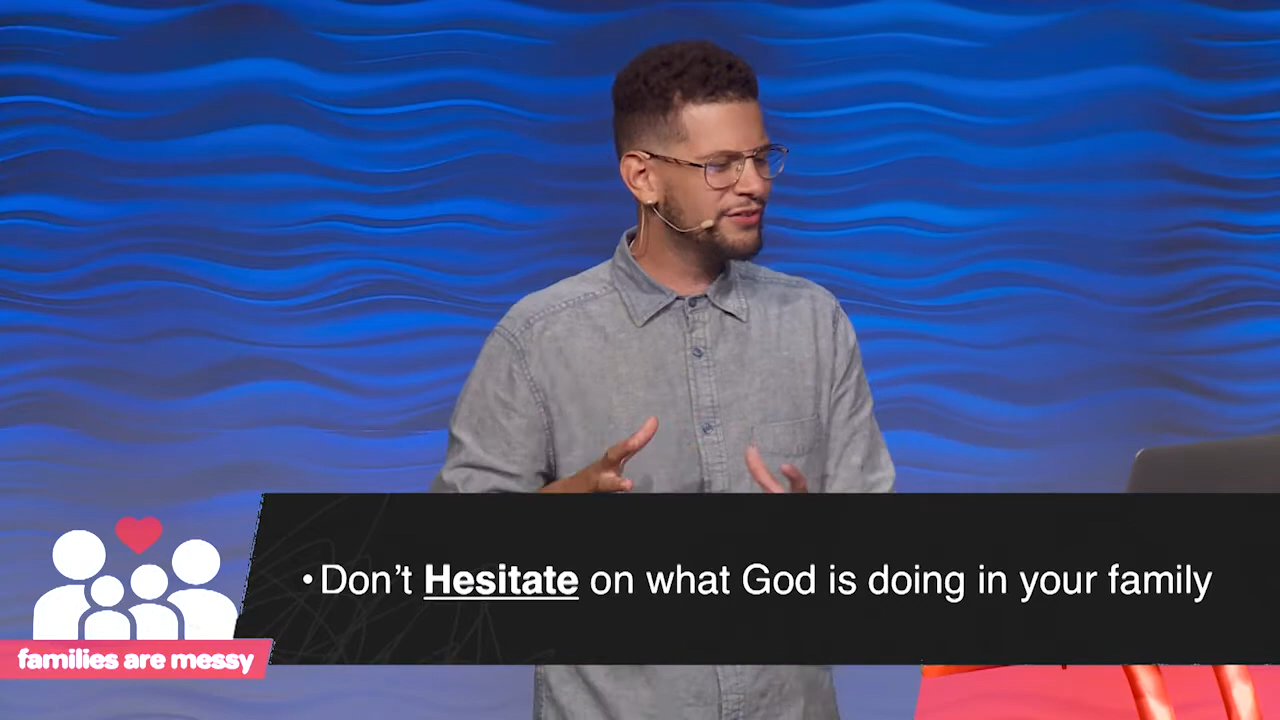 • Don’t Hesitate on what God is doing in your family
families are messy